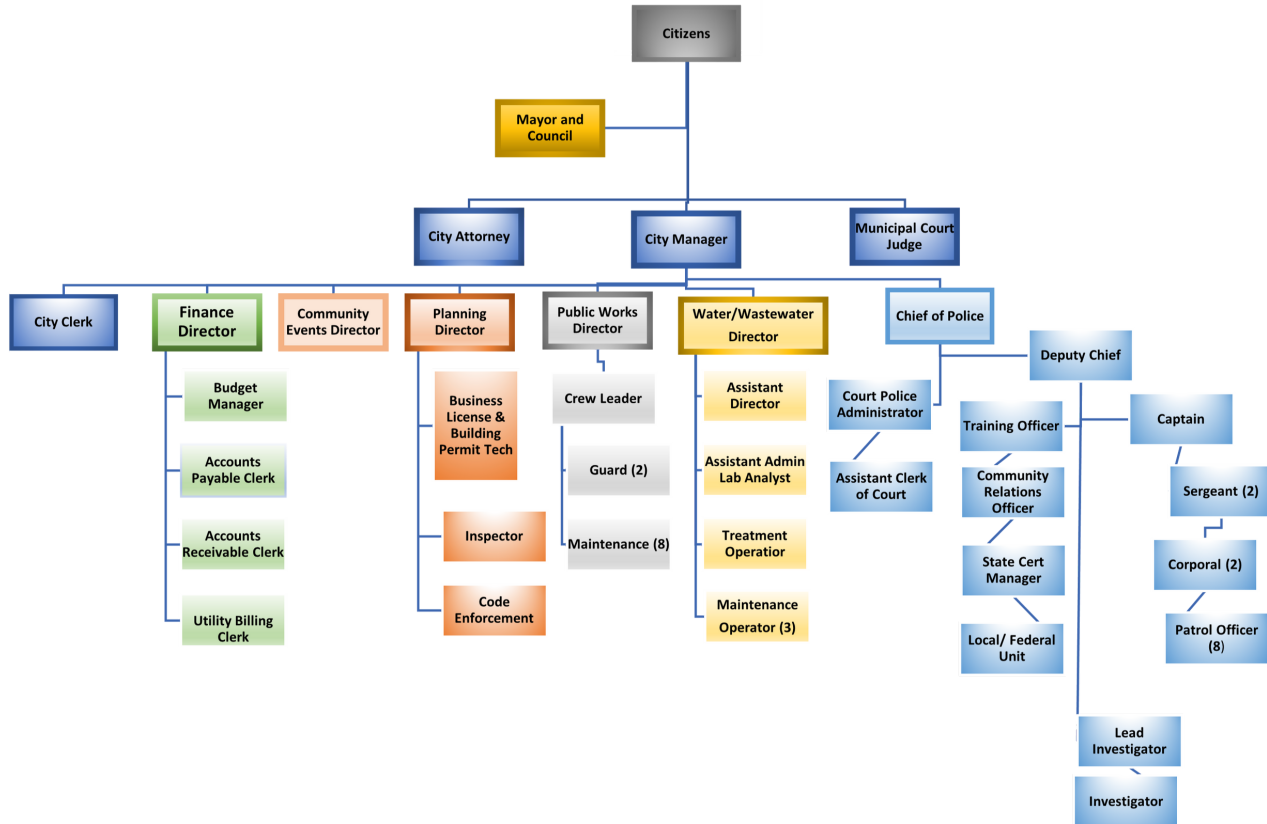 Citizens
Mayor and
Council
City Attorney
City Manager
Municipal Court
Judge
City Clerk
Finance
Director
Community
Events Director
Planning
Director
Public Works
Director
Water/Wastewater
Director
Chief of Police
Deputy Chief
Budget
Manager
Accounts
Payable Clerk
Accounts
Receivable Clerk
Utility Billing
Clerk
Business
License &
Building
Permit Tech
Inspector
Code
Enforcement
Crew Leader
Guard (2)
Maintenance (8)
Assistant
Director
Assistant Admin
Lab Analyst
Treatment
Operatior
Maintenance
Operator (3)
Court Police
Administrator
Assistant Clerk
of Court
Training Officer
Community
Relations
Officer
State Cert
Manager
Local/ Federal
Unit
Captain
Sergeant (2)
Corporal (2)
Patrol Officer
(8)
Lead
Investigator
Investigator